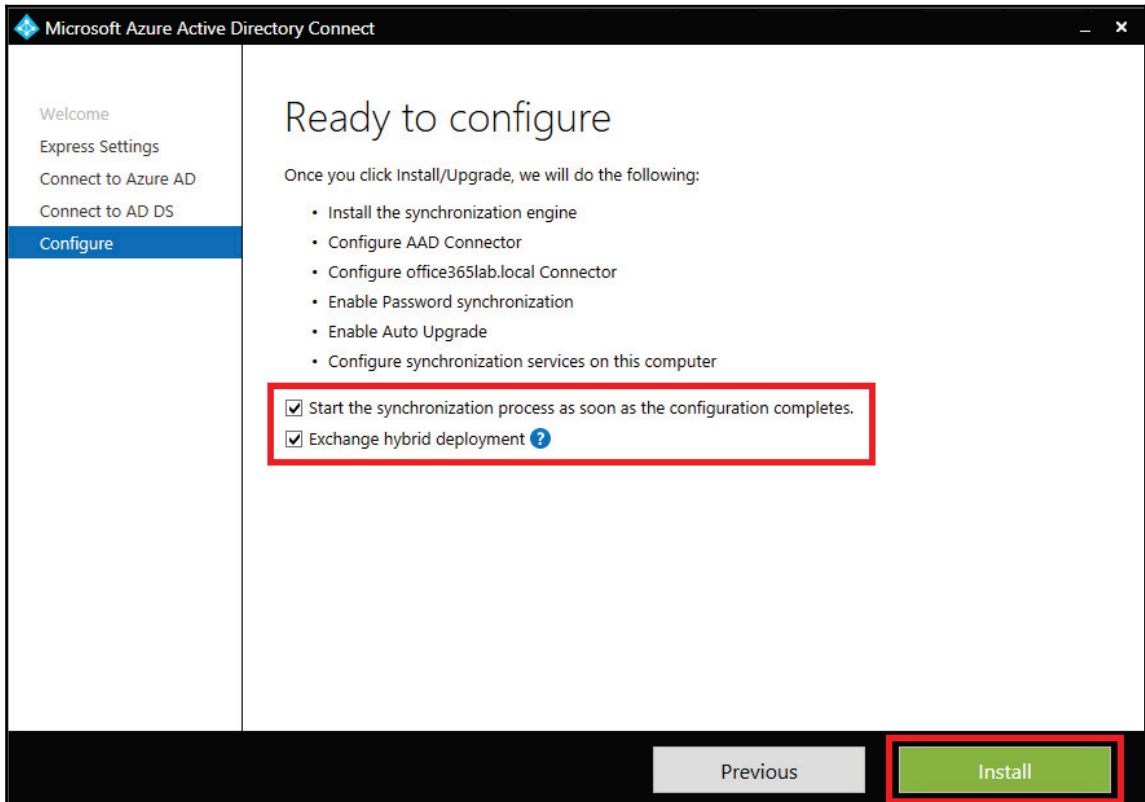 Microsoft Azure Active Directory Connect
Welcome
Express Settings
Connect to Azure AD
Connect to AD DS
Configure
Ready to configure
Once you click Install/Upgrade, we will do the following:
• Install the synchronization engine
• Configure AAD Connector
• Configure office365lab.local Connector
• Enable Password synchronization
• Enable Auto Upgrade
• Configure synchronization services on this computer
Start the synchronization process as soon as the configuration completes.
Exchange hybrid deployment ?
Previous
Install